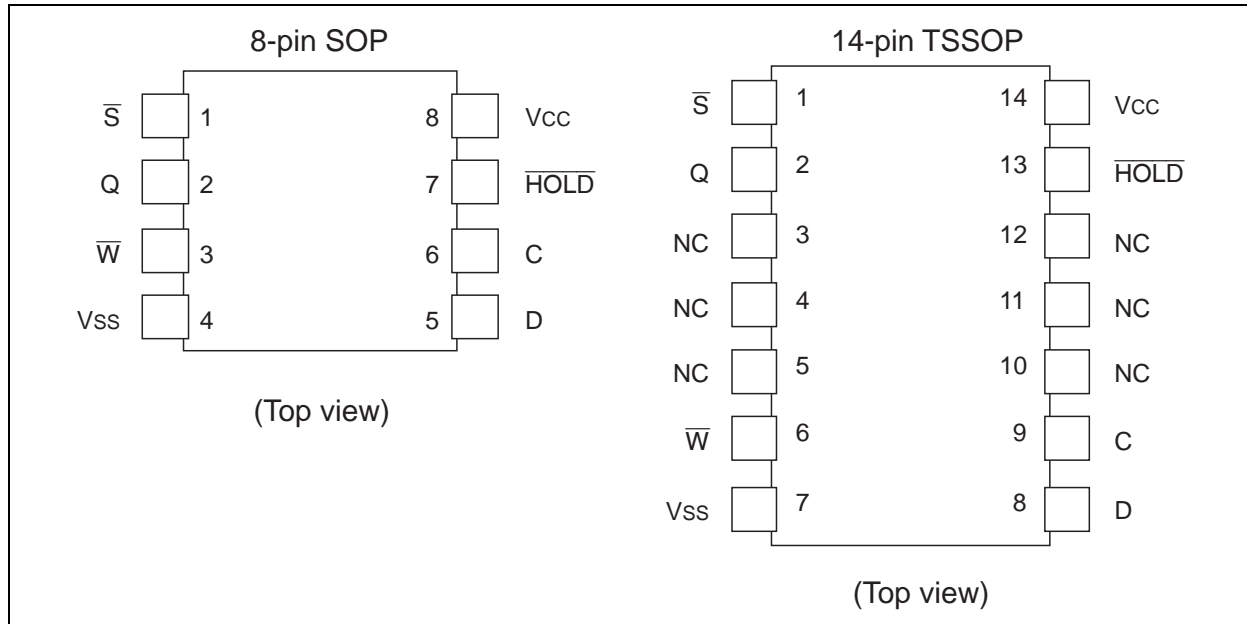 8-pin SOP
S̅ 1 8 VCC
Q 2 7 H̅O̅L̅D̅
W̅ 3 6 C
VSS 4 5 D
(Top view)
14-pin TSSOP
S̅ 1 14 VCC
Q 2 13 H̅O̅L̅D̅
NC 3 12 NC
NC 4 11 NC
NC 5 10 NC
W̅ 6 9 C
VSS 7 8 D
(Top view)